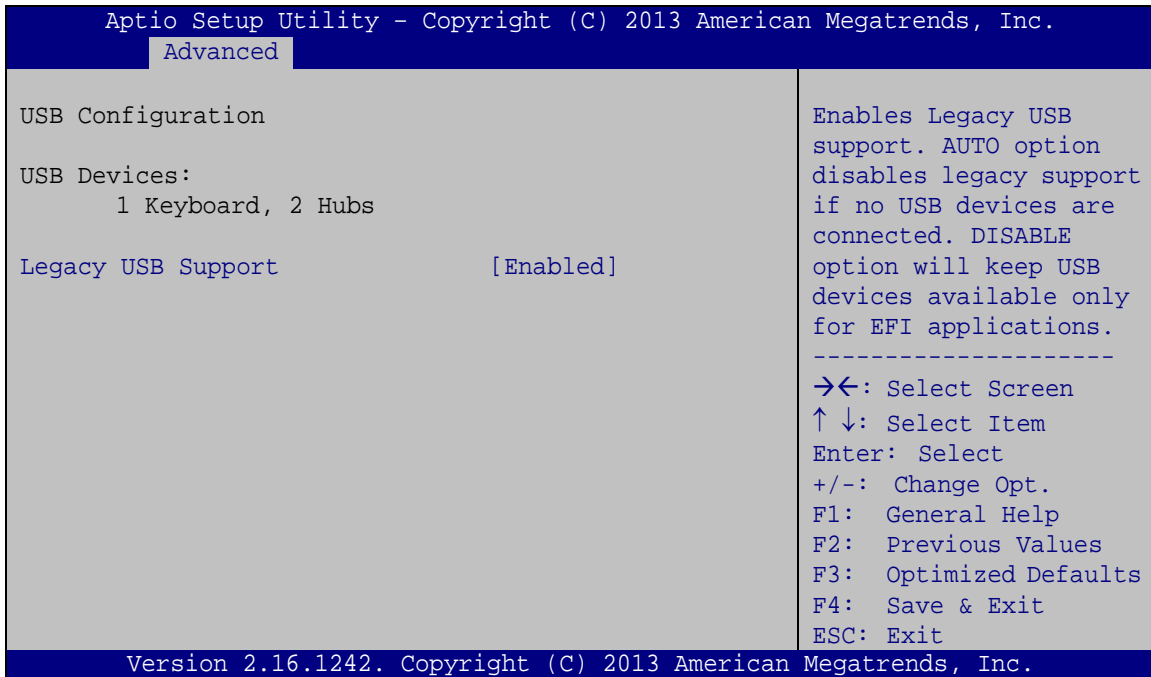 Aptio Setup Utility – Copyright (C) 2013 American Megatrends, Inc.
Advanced
USB Configuration
USB Devices:
1 Keyboard, 2 Hubs
Legacy USB Support [Enabled]
Enables Legacy USB
support. AUTO option
disables legacy support
if no USB devices are
connected. DISABLE
option will keep USB
devices available only
for EFI applications.
---------------------
→←: Select Screen
↑ ↓: Select Item
Enter: Select
+/-: Change Opt.
F1: General Help
F2: Previous Values
F3: Optimized Defaults
F4: Save & Exit
ESC: Exit
Version 2.16.1242. Copyright (C) 2013 American Megatrends, Inc.